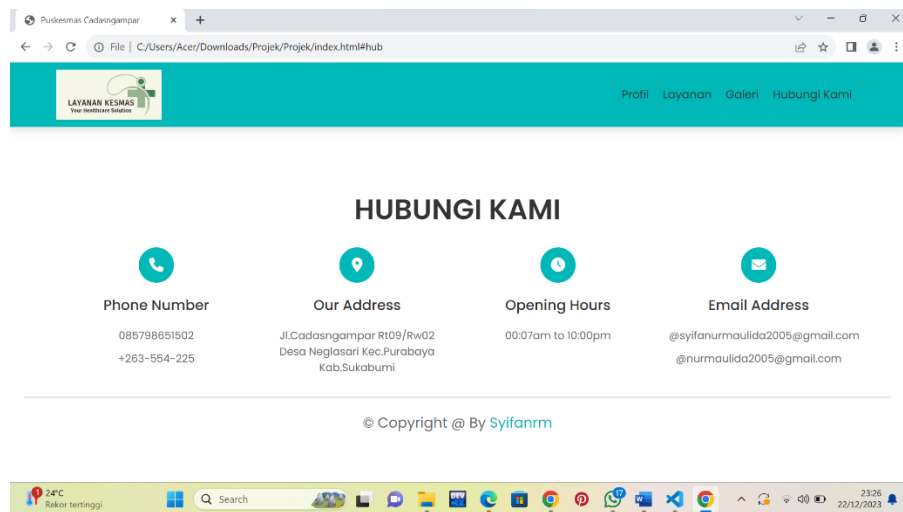 Puskesmas Cadasngampar
File | C:/Users/Acer/Downloads/Projek/Projek/index.html#hub
LAYANAN KESMAS
Your Healthcare Solution
Profil Layanan Galeri Hubungi Kami
HUBUNGI KAMI
Phone Number
085798651502
+263-554-225
Our Address
Jl.Cadasngampar Rt09/Rw02
Desa Neglasari Kec.Purabaya
Kab.Sukabumi
Opening Hours
00:07am to 10:00pm
Email Address
@syifanurmaulida2005@gmail.com
@nurmaulida2005@gmail.com
© Copyright @ By Syifanrm
1
24°C
Rekor tertinggi
Search
DEV
17
W
23:26
22/12/2023